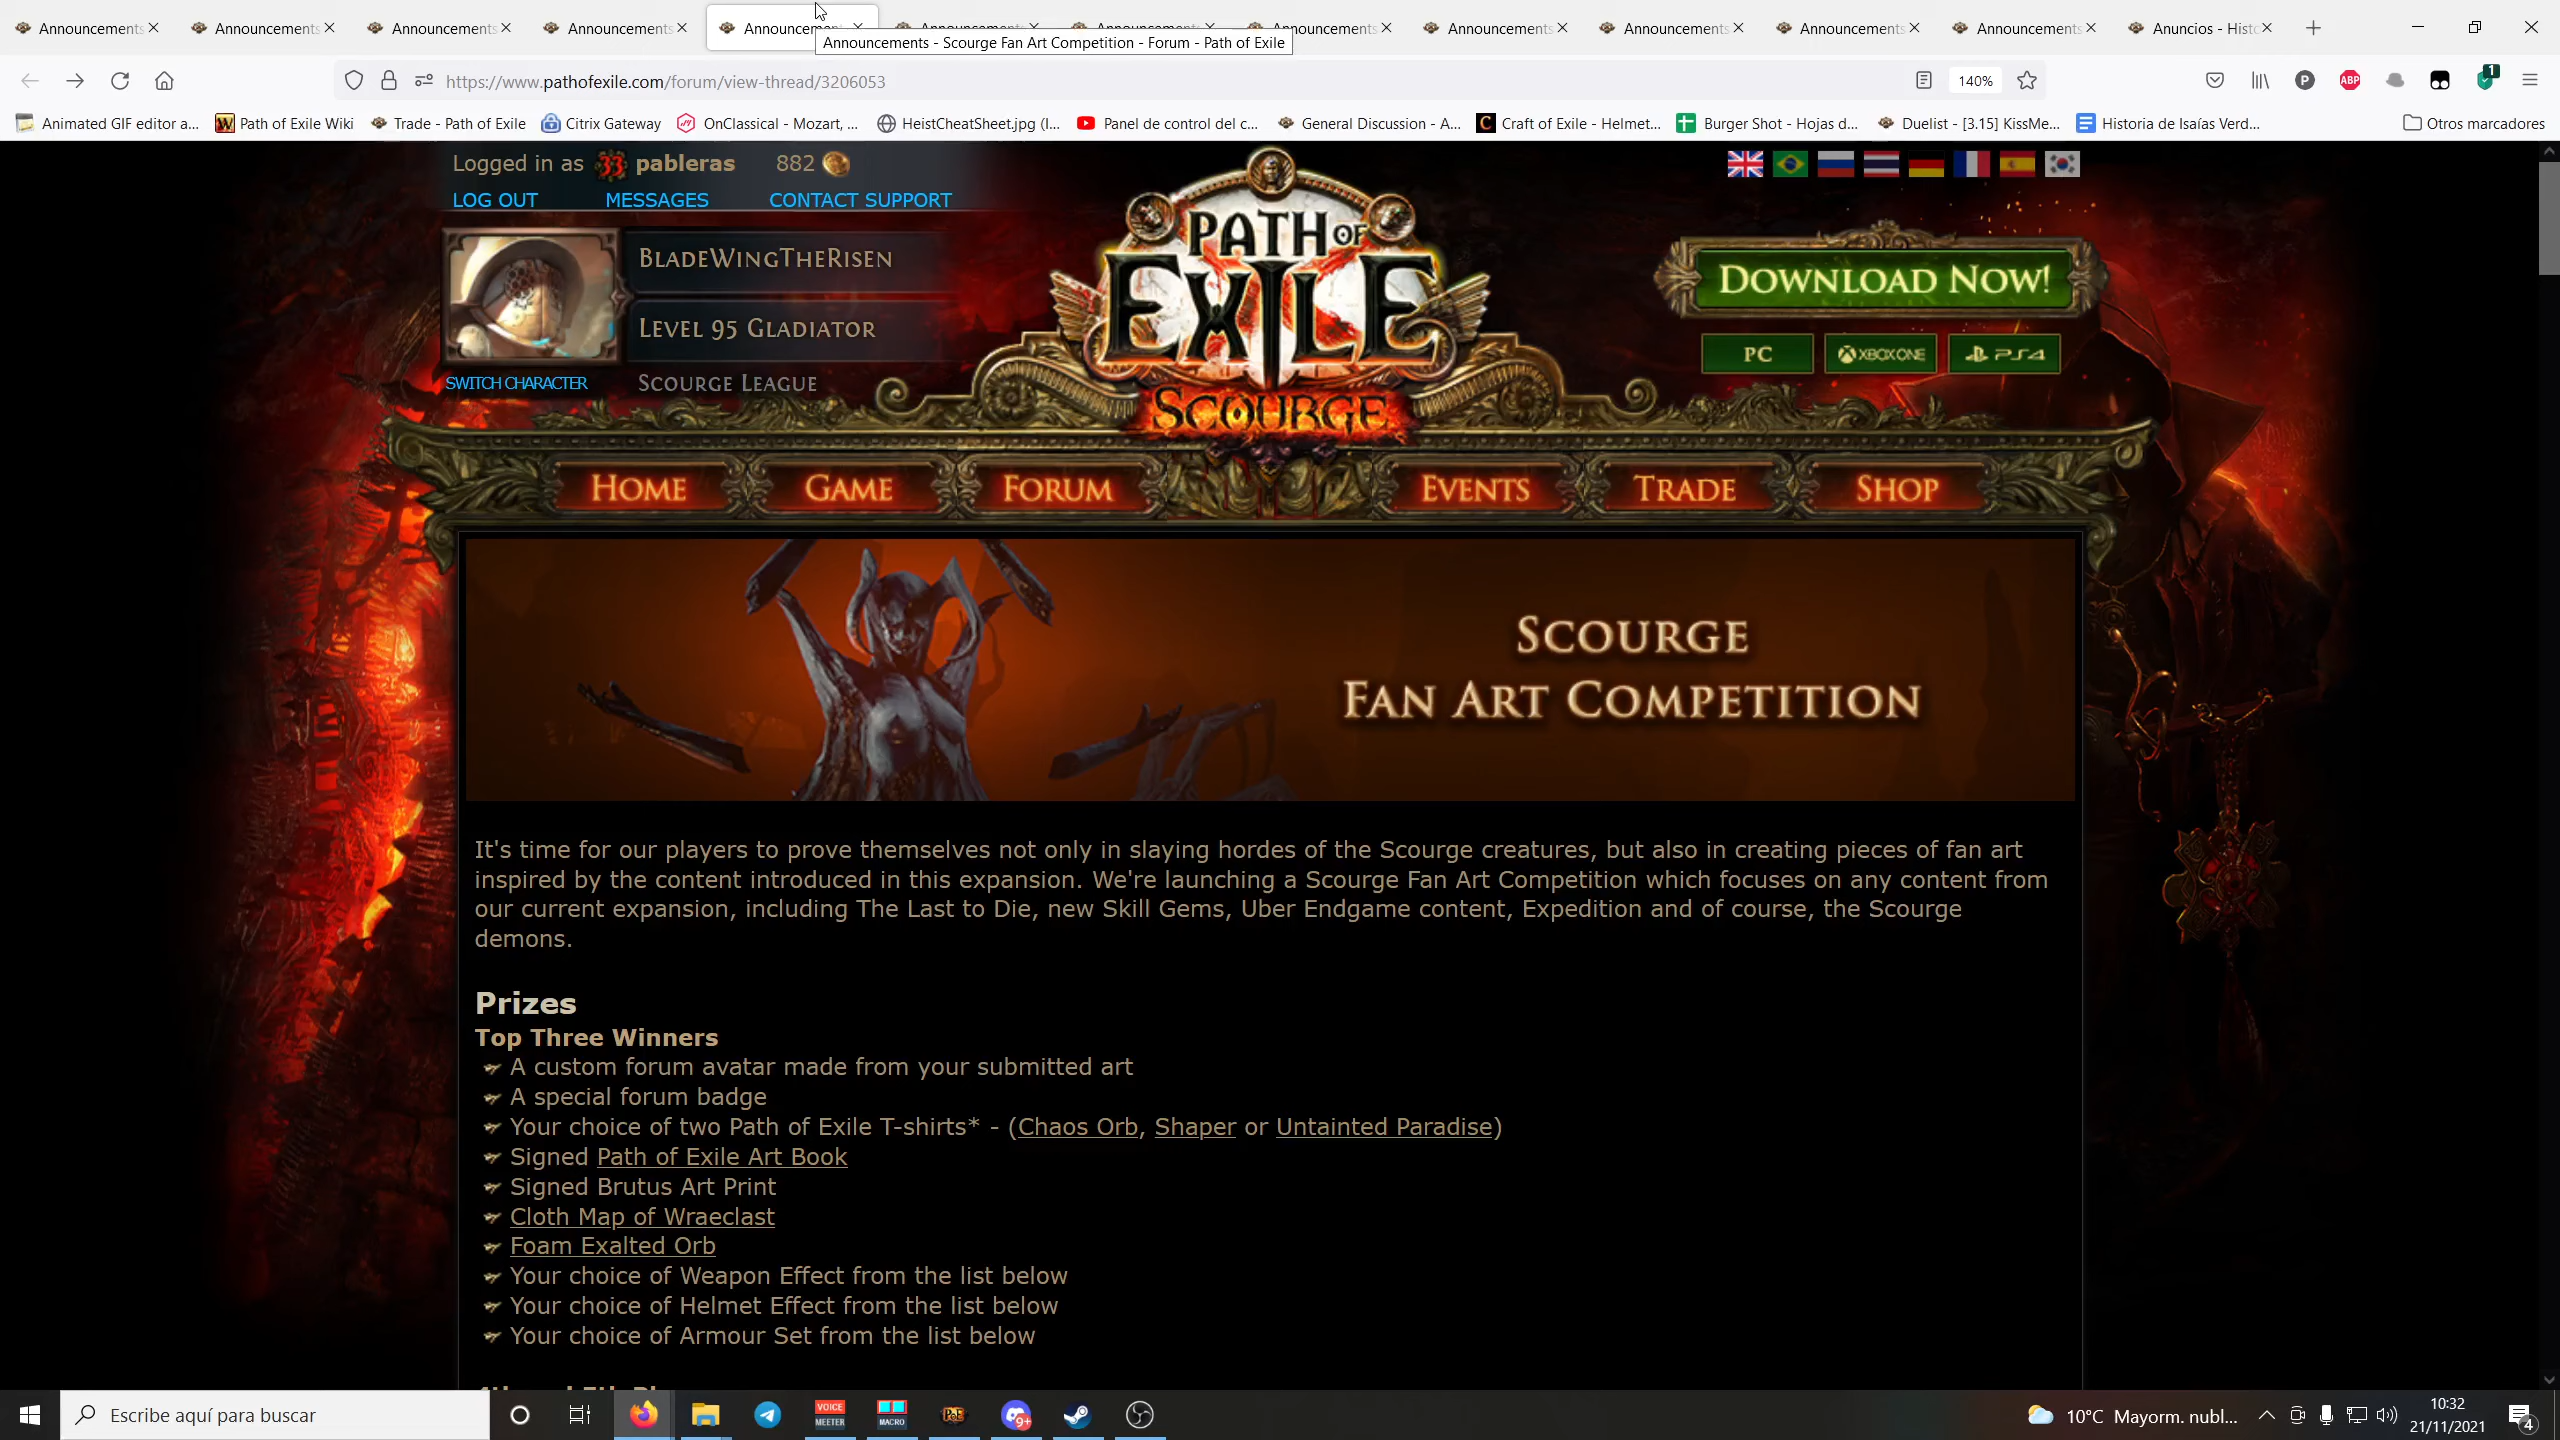 Announcements
Announcements
Announcements
Announcements
Announcements
Announcements
Announcements
Announcements
Announcements
Announcements
Anuncios - Histo
Announcements - Scourge Fan Art Competition - Forum - Path of Exile
https://www.pathofexile.com/forum/view-thread/3206053
140%
ABP
1
Animated GIF editor a...
Path of Exile Wiki
Trade - Path of Exile
Citrix Gateway
OnClassical - Mozart, ...
HeistCheatSheet.jpg (I...
Panel de control del c...
General Discussion - A...
Craft of Exile - Helmet...
Burger Shot - Hojas d...
Duelist - [3.15] KissMe...
Historia de Isaías Verd...
Otros marcadores
Logged in as 33 pableras 882
LOG OUT MESSAGES CONTACT SUPPORT
BladeWingTheRisen
Level 95 Gladiator
SWITCH CHARACTER
Scourge League
PATH OF
EXILE
SCOURGE
Download Now!
PC
XBOX ONE
PS4
Home
Game
Forum
Events
Trade
Shop
Scourge
Fan Art Competition
It's time for our players to prove themselves not only in slaying hordes of the Scourge creatures, but also in creating pieces of fan art
inspired by the content introduced in this expansion. We're launching a Scourge Fan Art Competition which focuses on any content from
our current expansion, including The Last to Die, new Skill Gems, Uber Endgame content, Expedition and of course, the Scourge
demons.
Prizes
Top Three Winners
A custom forum avatar made from your submitted art
A special forum badge
Your choice of two Path of Exile T-shirts* - (Chaos Orb, Shaper or Untainted Paradise)
Signed Path of Exile Art Book
Signed Brutus Art Print
Cloth Map of Wraeclast
Foam Exalted Orb
Your choice of Weapon Effect from the list below
Your choice of Helmet Effect from the list below
Your choice of Armour Set from the list below
Escribe aquí para buscar
VOICE
MEETER
MACRO
PoE
9+
10°C Mayorm. nubl...
10:32
21/11/2021
4